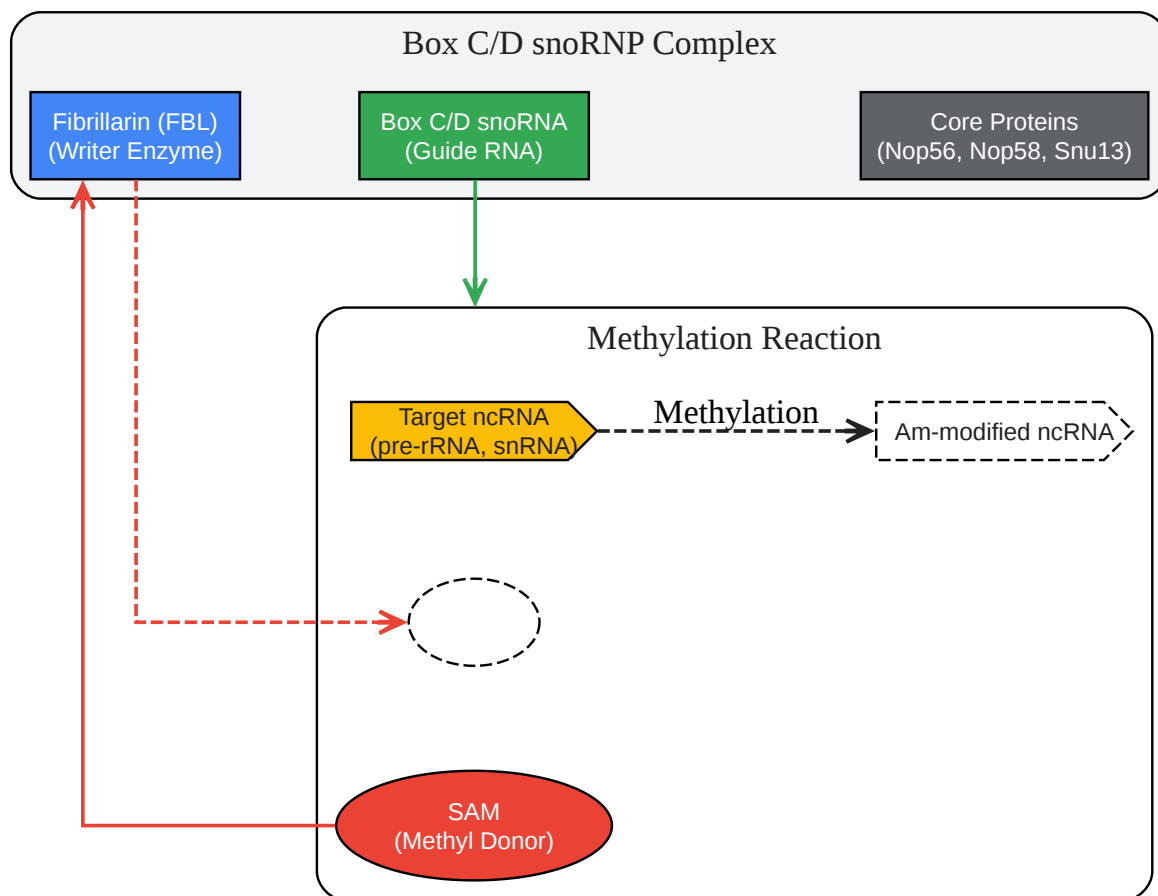 Box C/D snoRNP Complex
Fibrillarin (FBL)
(Writer Enzyme)
Box C/D snoRNA
(Guide RNA)
Core Proteins
(Nop56, Nop58, Snu13)
Methylation Reaction
Target ncRNA
(pre-rRNA, snRNA)
Methylation
Am-modified ncRNA
SAM
(Methyl Donor)